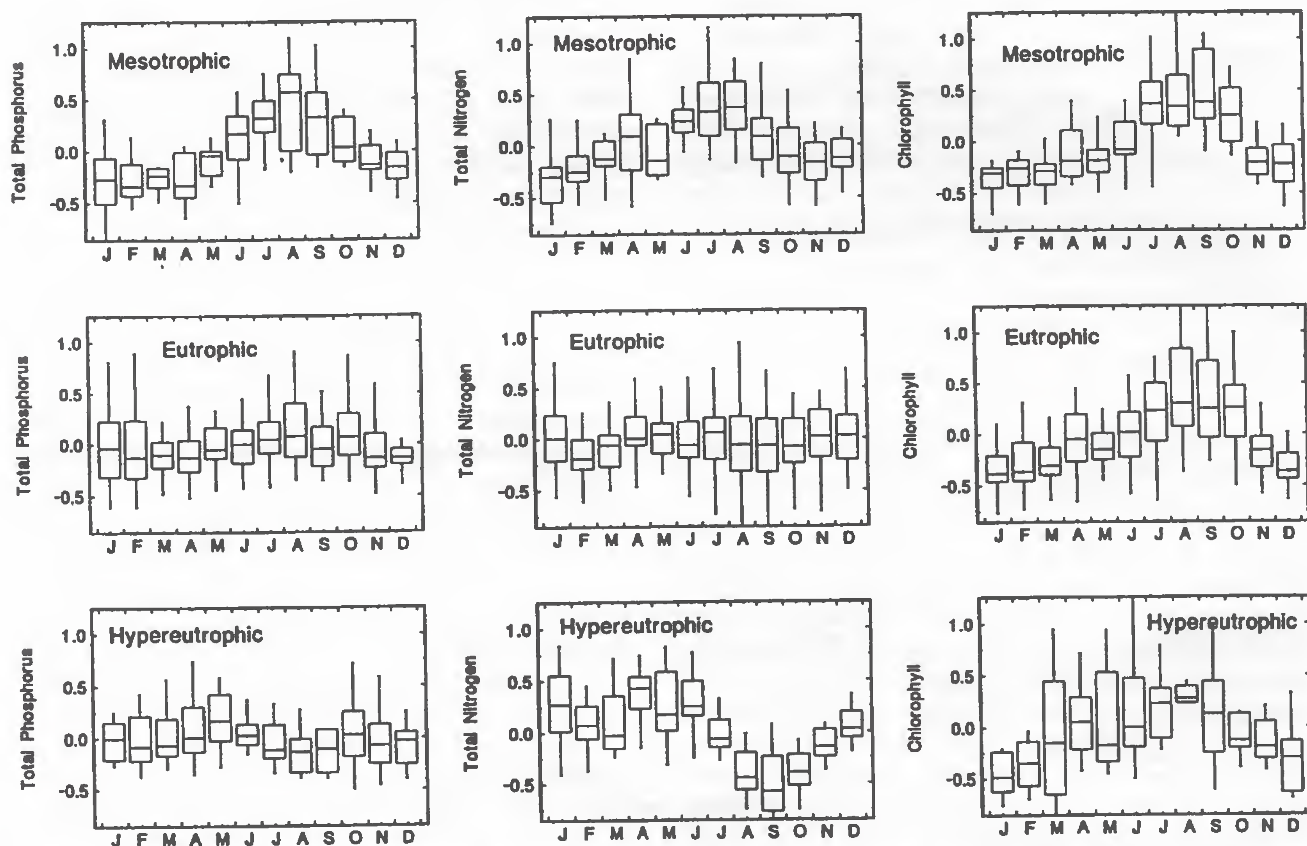 Total Phosphorus
1.0
0.5
0.0
-0.5
Mesotrophic
J F M A M J J A S O N D
Total Nitrogen
1.0
0.5
0.0
-0.5
Mesotrophic
J F M A M J J A S O N D
Chlorophyll
1.0
0.5
0.0
-0.5
Mesotrophic
J F M A M J J A S O N D
Total Phosphorus
1.0
0.5
0.0
-0.5
Eutrophic
J F M A M J J A S O N D
Total Nitrogen
1.0
0.5
0.0
-0.5
Eutrophic
J F M A M J J A S O N D
Chlorophyll
1.0
0.5
0.0
-0.5
Eutrophic
J F M A M J J A S O N D
Total Phosphorus
1.0
0.5
0.0
-0.5
Hypereutrophic
J F M A M J J A S O N D
Total Nitrogen
1.0
0.5
0.0
-0.5
Hypereutrophic
J F M A M J J A S O N D
Chlorophyll
1.0
0.5
0.0
-0.5
Hypereutrophic
J F M A M J J A S O N D